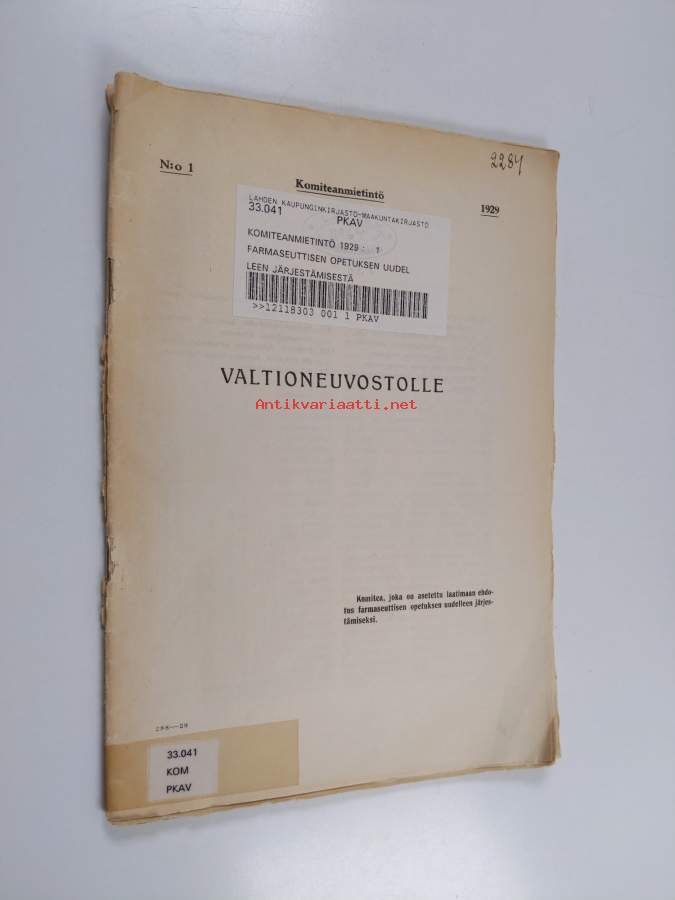 N:o 1
2284
Komiteanmietintö
1929
LAHDEN KAUPUNGINKIRJASTO-MAAKUNTAKIRJASTO
33.041
PKAV
KOMITEANMIETINTÖ 1929 : 1
FARMASEUTTISEN OPETUKSEN UUDEL
LEEN JÄRJESTÄMISESTÄ
>>12118303 001 1 PKAV
VALTIONEUVOSTOLLE
Antikvariaatti.net
Komitea, joka on asetettu laatimaan ehdo-
tus farmaseuttisen opetuksen uudelleen järjes-
tämiseksi.
33.041
KOM
PKAV